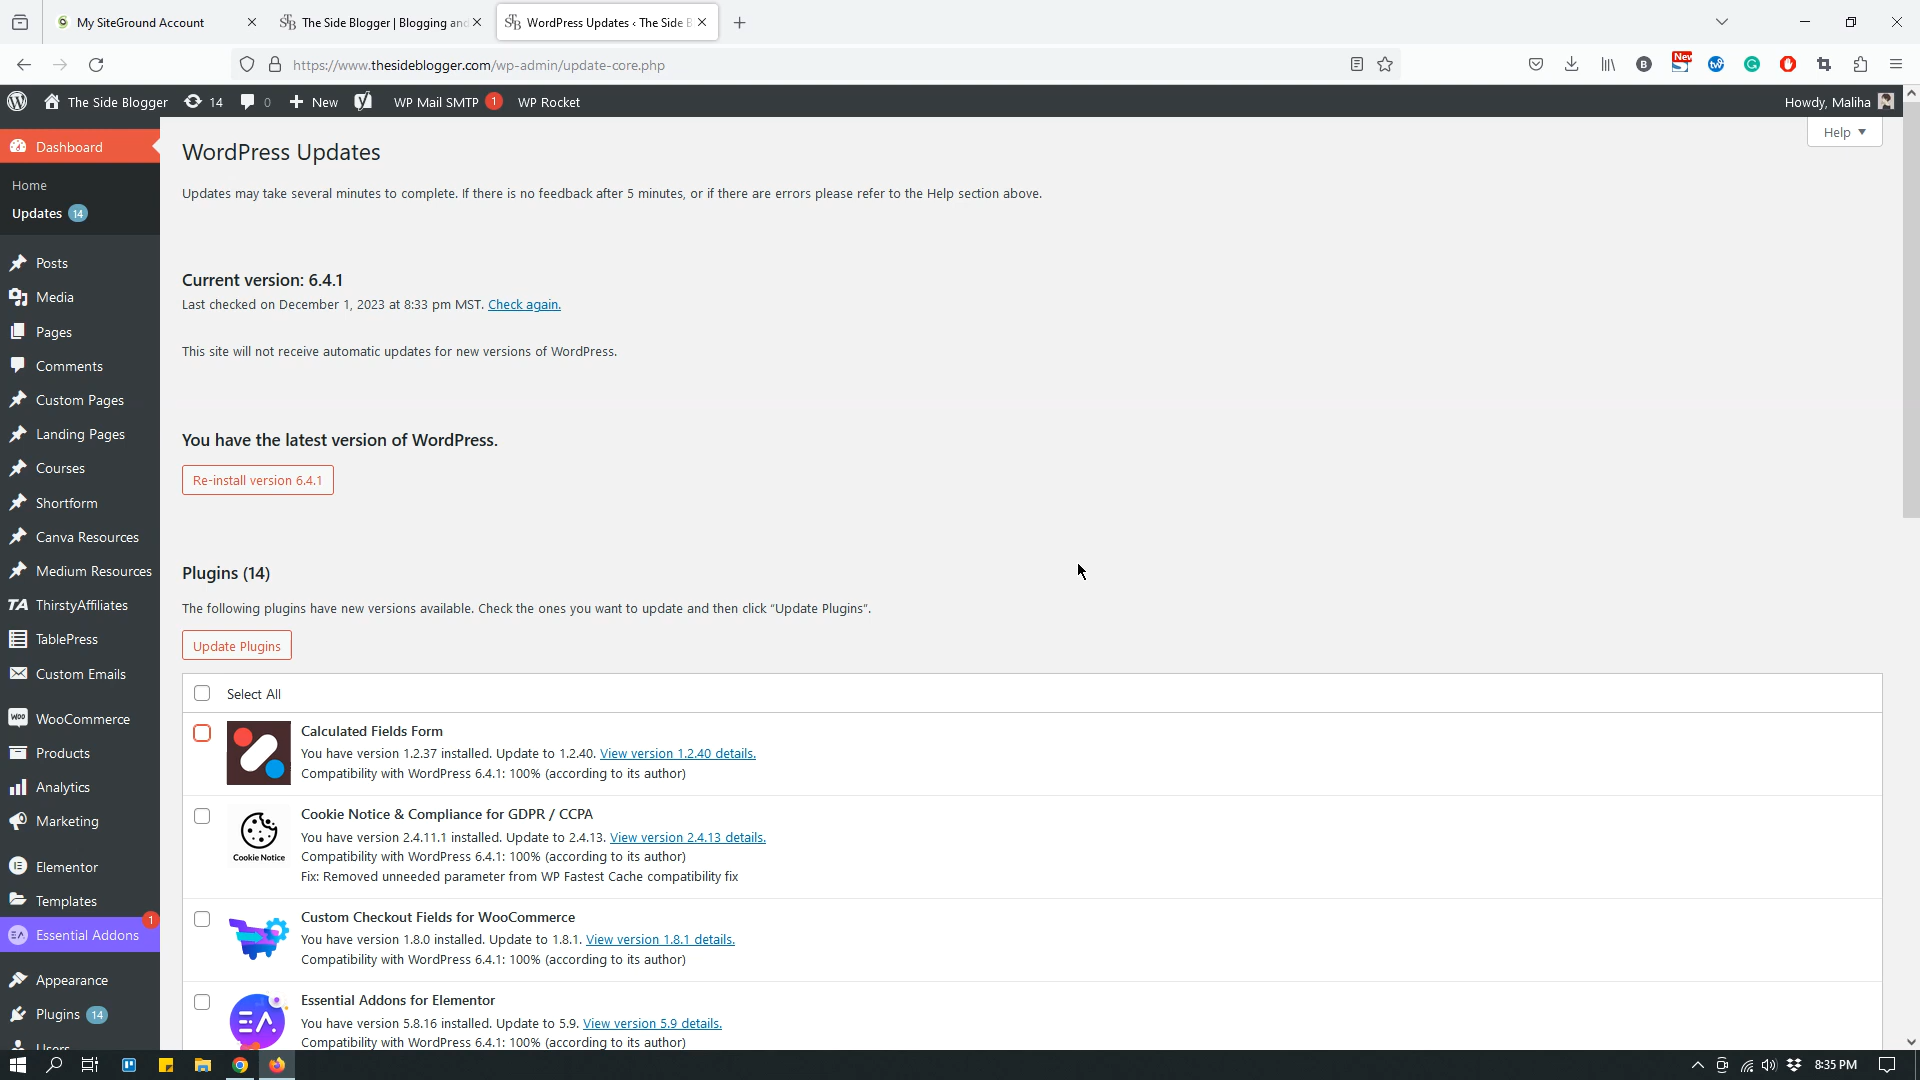 My SiteGround Account
The Side Blogger | Blogging and
WordPress Updates ‹ The Side B
https://www.thesideblogger.com/wp-admin/update-core.php
B
New
The Side Blogger
14
0
New
WP Mail SMTP
1
WP Rocket
Howdy, Maliha
Help
Dashboard
Home
Updates 14
Posts
Media
Pages
Comments
Custom Pages
Landing Pages
Courses
Shortform
Canva Resources
Medium Resources
TA ThirstyAffiliates
TablePress
Custom Emails
Woo WooCommerce
Products
Analytics
Marketing
Elementor
Templates
1
EA Essential Addons
Appearance
Plugins 14
Users
WordPress Updates
Updates may take several minutes to complete. If there is no feedback after 5 minutes, or if there are errors please refer to the Help section above.
Current version: 6.4.1
Last checked on December 1, 2023 at 8:33 pm MST. Check again.
This site will not receive automatic updates for new versions of WordPress.
You have the latest version of WordPress.
Re-install version 6.4.1
Plugins (14)
The following plugins have new versions available. Check the ones you want to update and then click “Update Plugins”.
Update Plugins
Select All
Calculated Fields Form
You have version 1.2.37 installed. Update to 1.2.40. View version 1.2.40 details.
Compatibility with WordPress 6.4.1: 100% (according to its author)
Cookie Notice
Cookie Notice & Compliance for GDPR / CCPA
You have version 2.4.11.1 installed. Update to 2.4.13. View version 2.4.13 details.
Compatibility with WordPress 6.4.1: 100% (according to its author)
Fix: Removed unneeded parameter from WP Fastest Cache compatibility fix
Custom Checkout Fields for WooCommerce
You have version 1.8.0 installed. Update to 1.8.1. View version 1.8.1 details.
Compatibility with WordPress 6.4.1: 100% (according to its author)
EA
Essential Addons for Elementor
You have version 5.8.16 installed. Update to 5.9. View version 5.9 details.
Compatibility with WordPress 6.4.1: 100% (according to its author)
8:35 PM